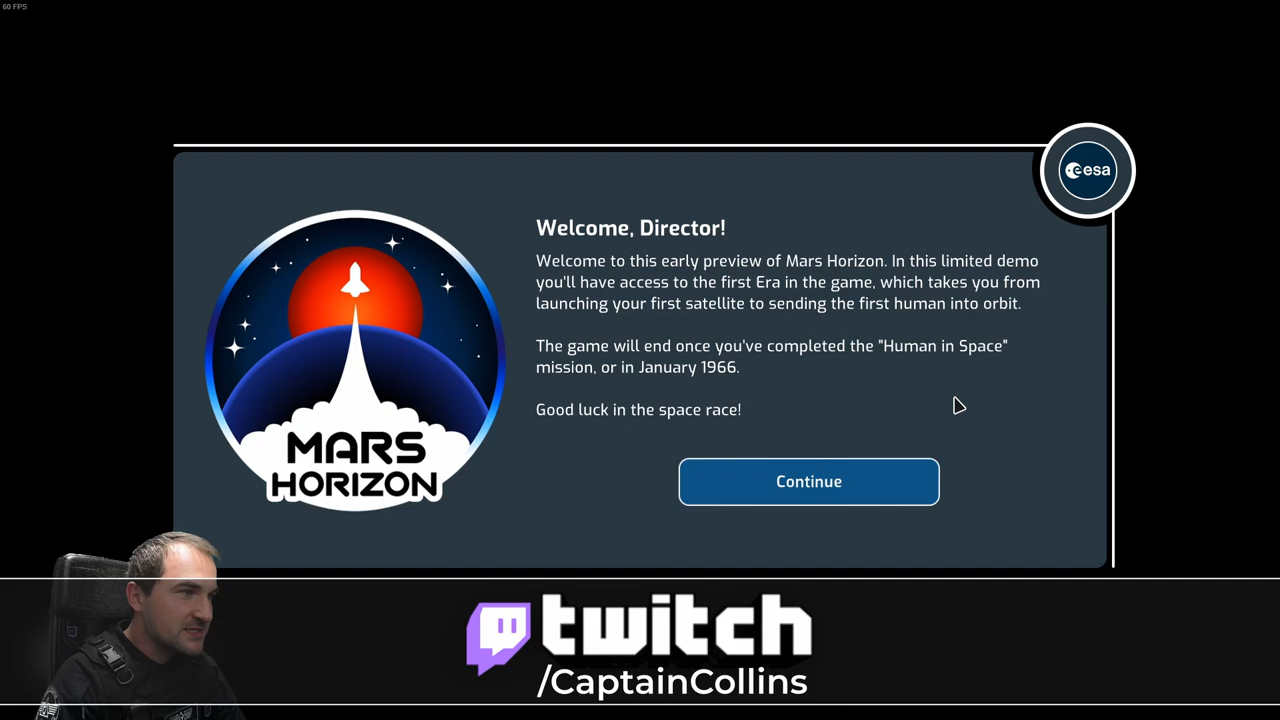 60 FPS
esa
Welcome, Director!
Welcome to this early preview of Mars Horizon. In this limited demo
you'll have access to the first Era in the game, which takes you from
launching your first satellite to sending the first human into orbit.
The game will end once you've completed the "Human in Space"
mission, or in January 1966.
Good luck in the space race!
Continue
MARS
HORIZON
twitch
/CaptainCollins